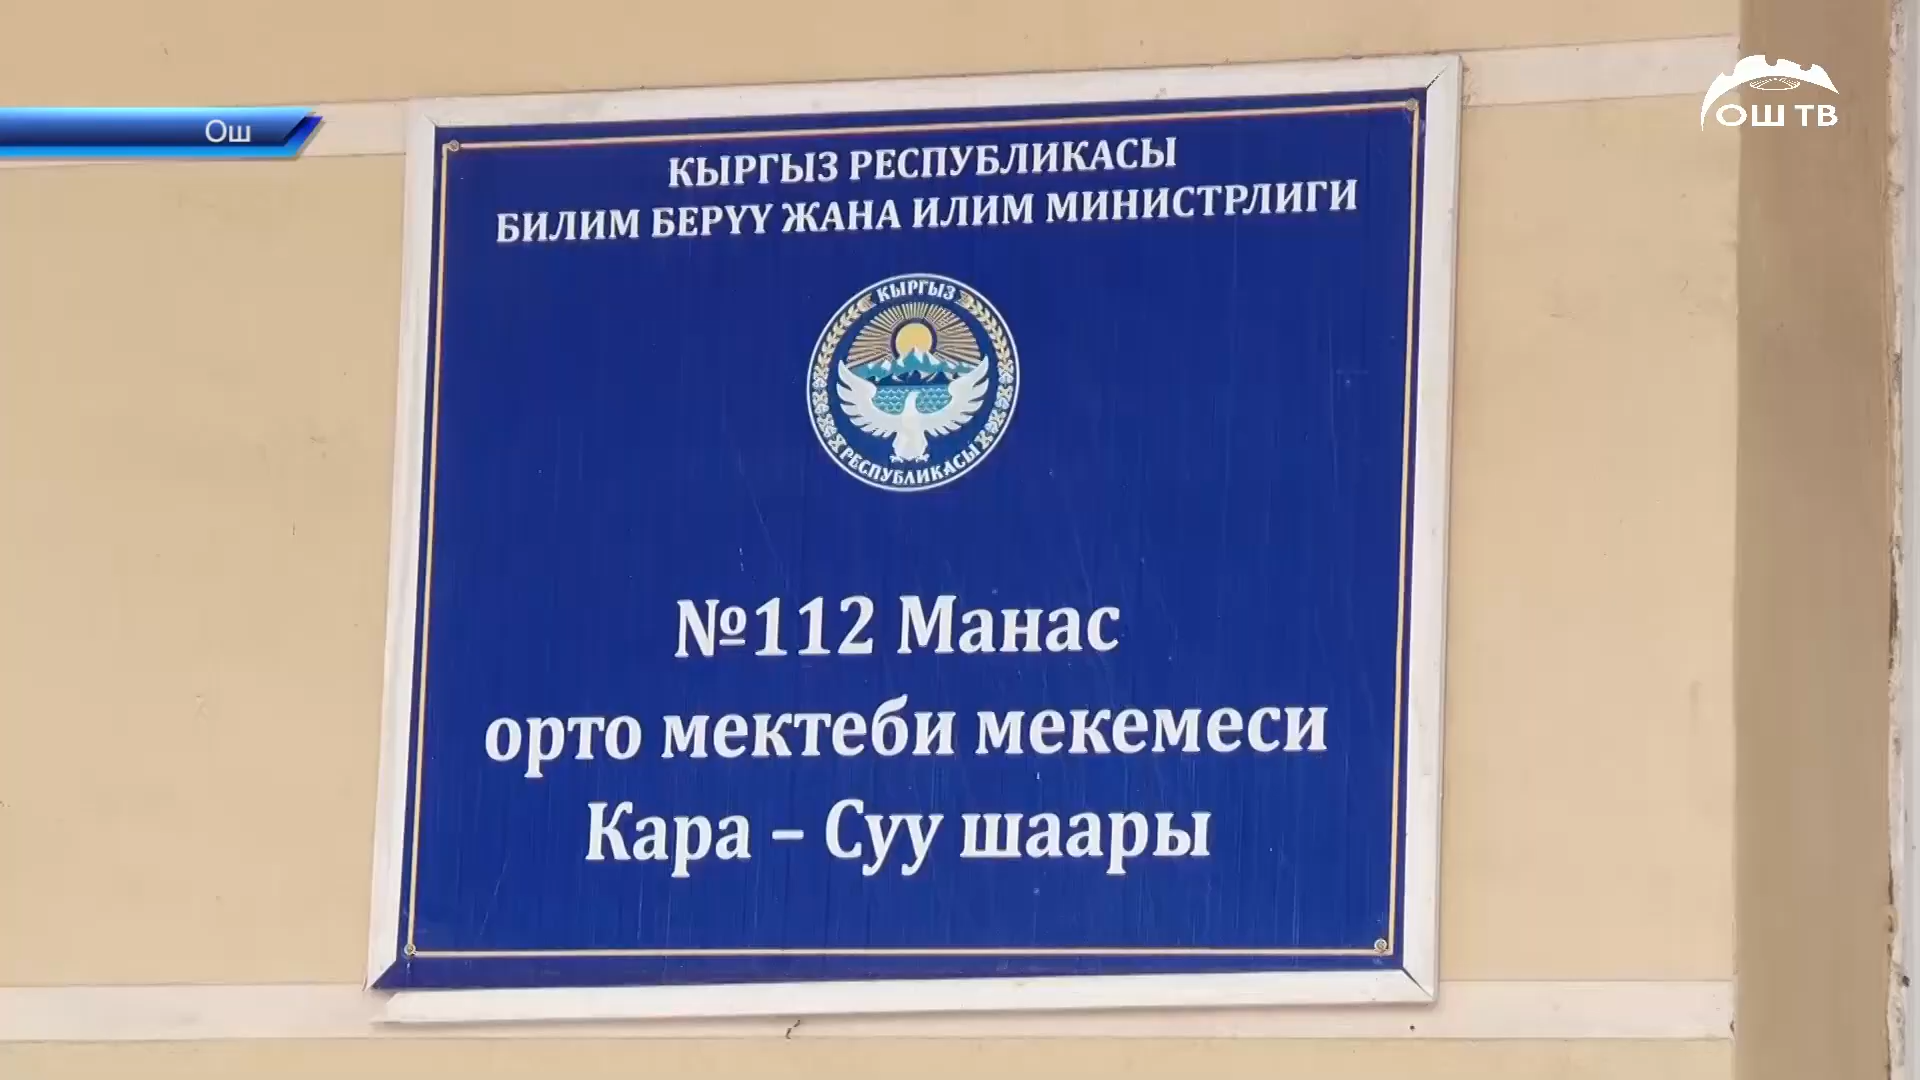 Ош
ОШ ТВ
КЫРГЫЗ РЕСПУБЛИКАСЫ
БИЛИМ БЕРҮҮ ЖАНА ИЛИМ МИНИСТРЛИГИ
КЫРГЫЗ
РЕСПУБЛИКАСЫ
№112 Манас
орто мектеби мекемеси
Кара – Суу шаары